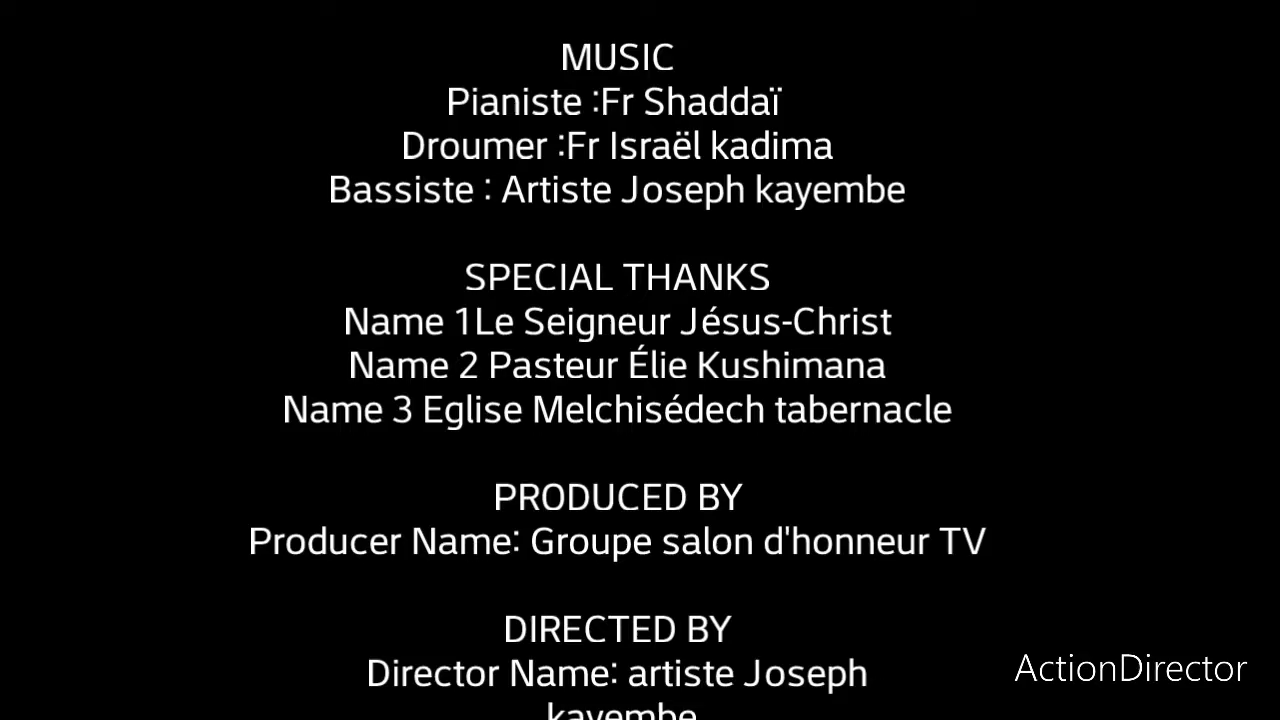 MUSIC
Pianiste :Fr Shaddaï
Droumer :Fr Israël kadima
Bassiste : Artiste Joseph kayembe
SPECIAL THANKS
Name 1Le Seigneur Jésus-Christ
Name 2 Pasteur Élie Kushimana
Name 3 Eglise Melchisédech tabernacle
PRODUCED BY
Producer Name: Groupe salon d'honneur TV
DIRECTED BY
Director Name: artiste Joseph
kayembe
ActionDirector